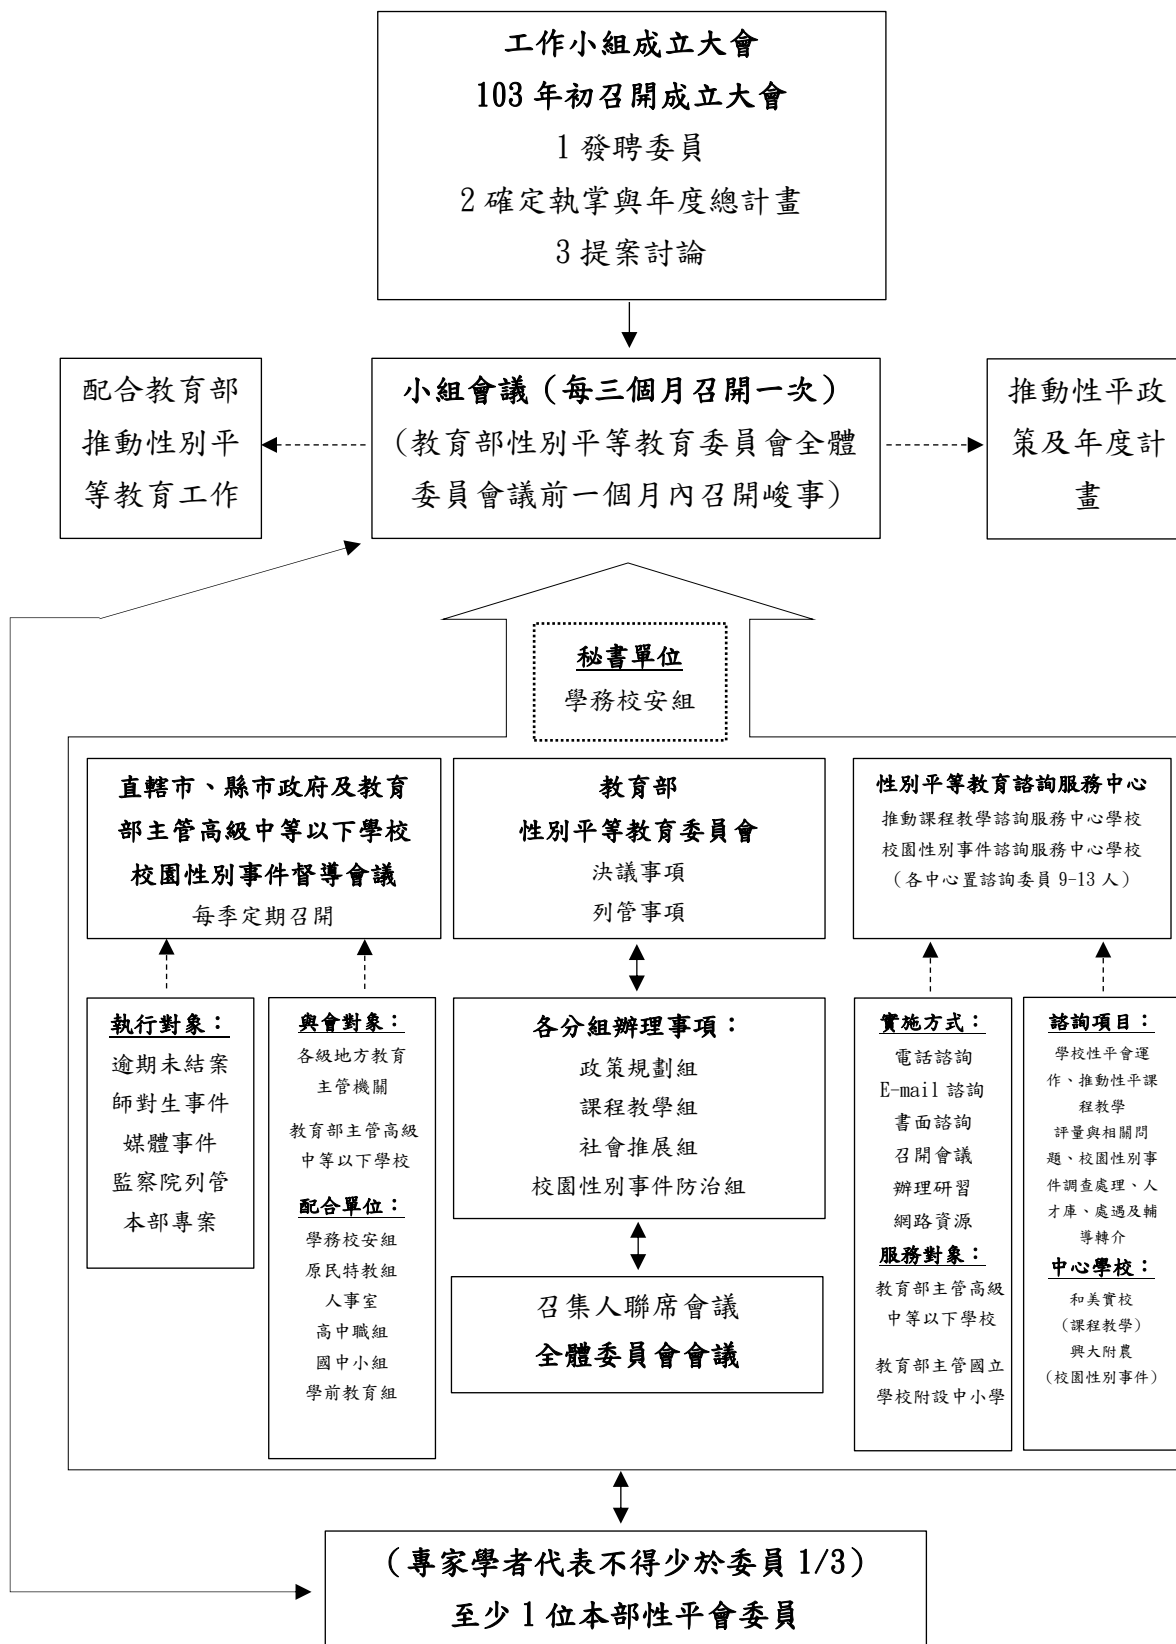 工作小組成立大會
103 年初召開成立大會
1 發聘委員
2 確定執掌與年度總計畫
3 提案討論
配合教育部
推動性別平
等教育工作
小組會議（每三個月召開一次）
（教育部性別平等教育委員會全體
委員會議前一個月內召開峻事）
推動性平政
策及年度計
畫
秘書單位
學務校安組
直轄市、縣市政府及教育
部主管高級中等以下學校
校園性別事件督導會議
每季定期召開
教育部
性別平等教育委員會
決議事項
列管事項
性別平等教育諮詢服務中心
推動課程教學諮詢服務中心學校
校園性別事件諮詢服務中心學校
（各中心置諮詢委員 9-13 人）
執行對象：
逾期未結案
師對生事件
媒體事件
監察院列管
本部專案
與會對象：
各級地方教育
主管機關
教育部主管高級
中等以下學校
配合單位：
學務校安組
原民特教組
人事室
高中職組
國中小組
學前教育組
各分組辦理事項：
政策規劃組
課程教學組
社會推展組
校園性別事件防治組
召集人聯席會議
全體委員會會議
實施方式：
電話諮詢
E-mail 諮詢
書面諮詢
召開會議
辦理研習
網路資源
服務對象：
教育部主管高級
中等以下學校
教育部主管國立
學校附設中小學
諮詢項目：
學校性平會運
作、推動性平課
程教學
評量與相關問
題、校園性別事
件調查處理、人
才庫、處遇及輔
導轉介
中心學校：
和美實校
(課程教學)
興大附農
(校園性別事件)
（專家學者代表不得少於委員 1/3）
至少 1 位本部性平會委員